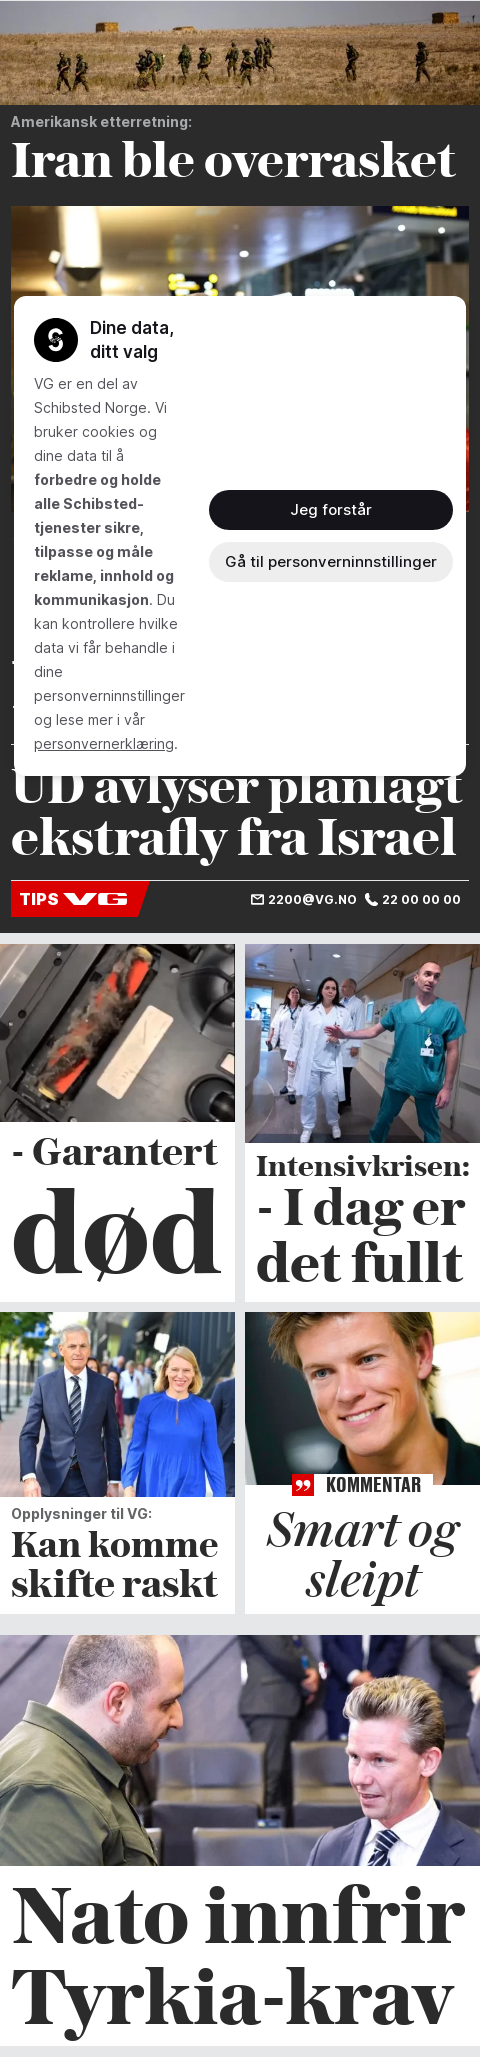 Amerikansk etterretning:
Iran ble overrasket
Dine data,
ditt valg
VG er en del av
Schibsted Norge. Vi
bruker cookies og
dine data til å
forbedre og holde
alle Schibsted-
tjenester sikre,
tilpasse og måle
reklame, innhold og
kommunikasjon. Du
kan kontrollere hvilke
data vi får behandle i
dine
personverninnstillinger
og lese mer i vår
personvernerklæring.
Jeg forstår
Gå til personverninnstillinger
UD avlyser planlagt
ekstrafly fra Israel
TIPS VG
2200@VG.NO 22 00 00 00
- Garantert
død
Intensivkrisen:
- I dag er
det fullt
Opplysninger til VG:
Kan komme
skifte raskt
KOMMENTAR
Smart og
sleipt
Nato innfrir
Tyrkia-krav